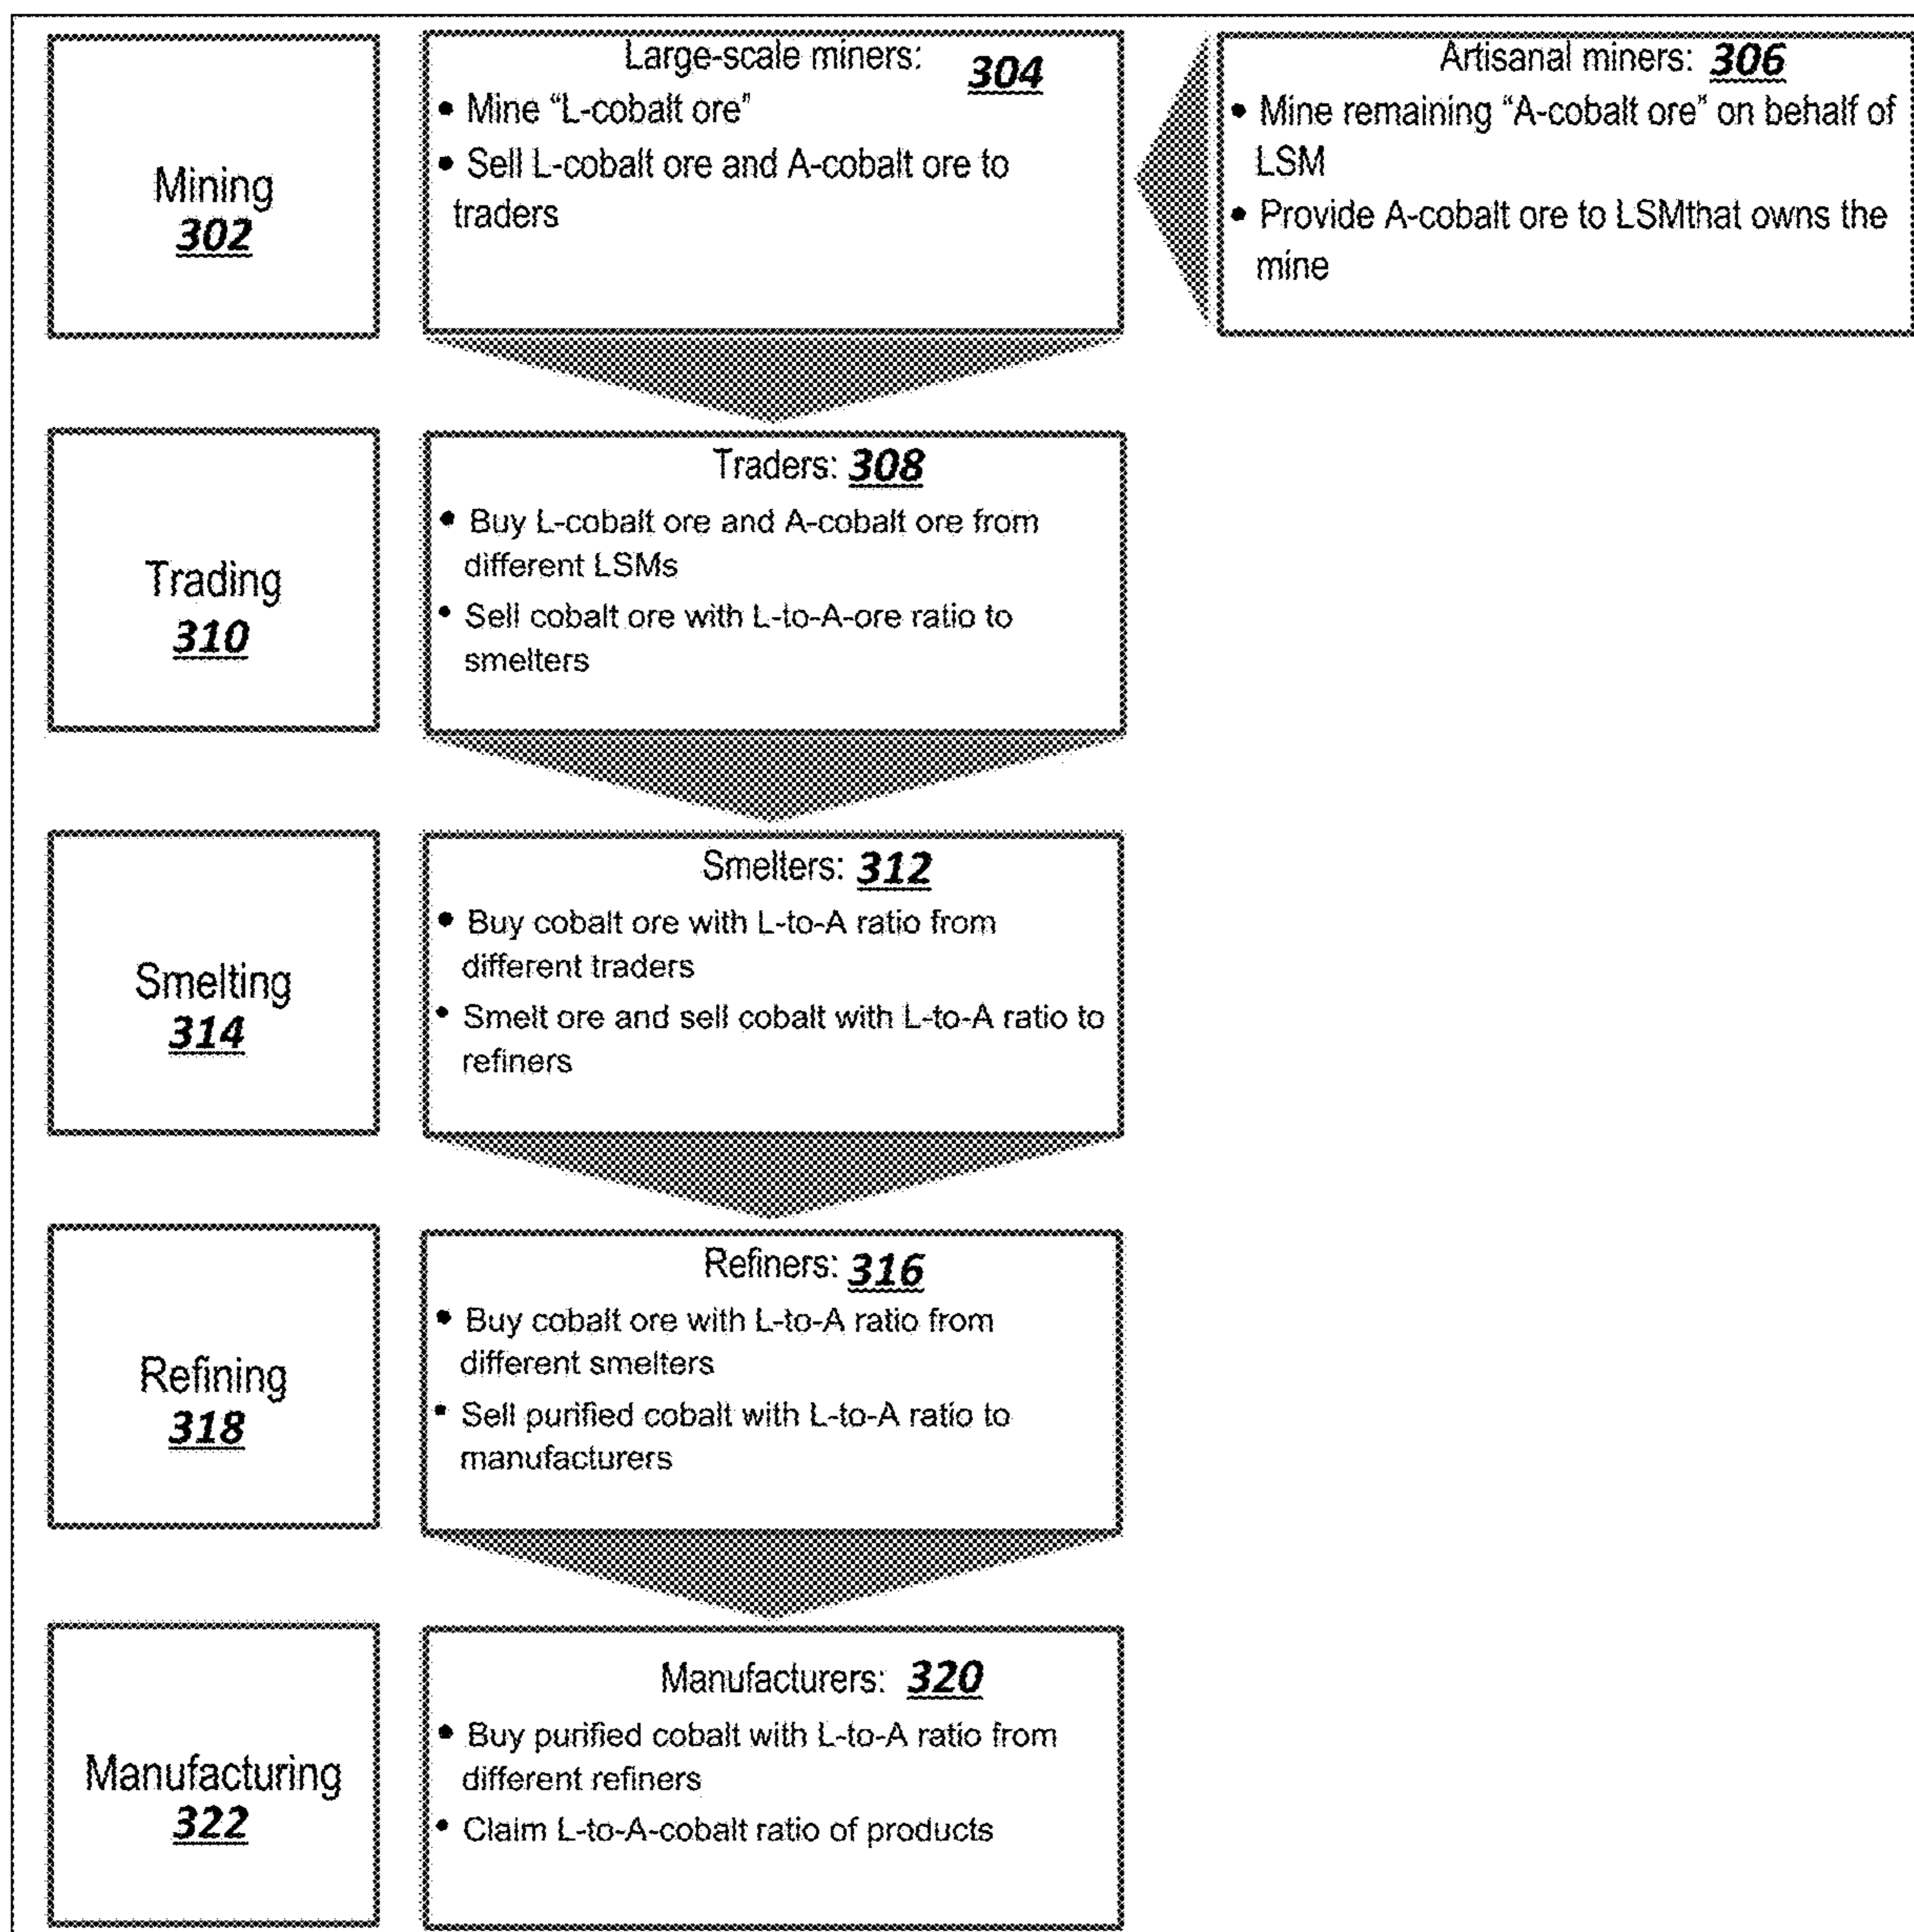 Mining
302
Large-scale miners: 304
• Mine “L-cobalt ore”
• Sell L-cobalt ore and A-cobalt ore to
traders
Artisanal miners: 306
• Mine remaining “A-cobalt ore” on behalf of
LSM
• Provide A-cobalt ore to LSMthat owns the
mine
Trading
310
Traders: 308
• Buy L-cobalt ore and A-cobalt ore from
different LSMs
• Sell cobalt ore with L-to-A-ore ratio to
smelters
Smelting
314
Smelters: 312
• Buy cobalt ore with L-to-A ratio from
different traders
• Smelt ore and sell cobalt with L-to-A ratio to
refiners
Refining
318
Refiners: 316
• Buy cobalt ore with L-to-A ratio from
different smelters
• Sell purified cobalt with L-to-A ratio to
manufacturers
Manufacturing
322
Manufacturers: 320
• Buy purified cobalt with L-to-A ratio from
different refiners
• Claim L-to-A-cobalt ratio of products